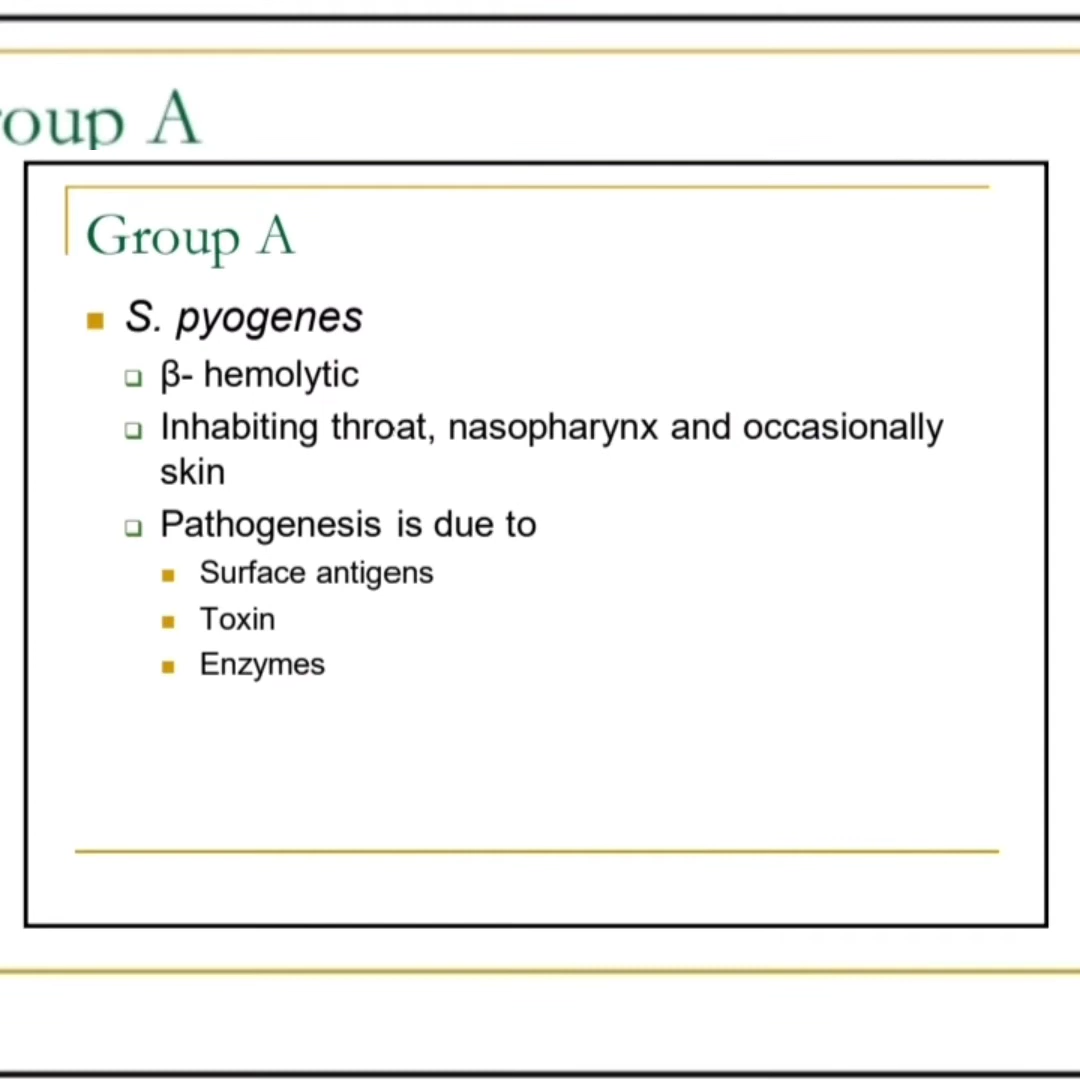 roup A
Group A
S. pyogenes
β- hemolytic
Inhabiting throat, nasopharynx and occasionally
skin
Pathogenesis is due to
Surface antigens
Toxin
Enzymes